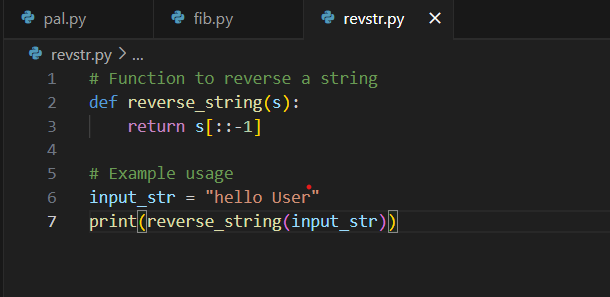 pal.py fib.py revstr.py ×
revstr.py > ...
1 # Function to reverse a string
2 def reverse_string(s):
3     return s[::-1]
4
5 # Example usage
6 input_str = "hello User"
7 print(reverse_string(input_str))